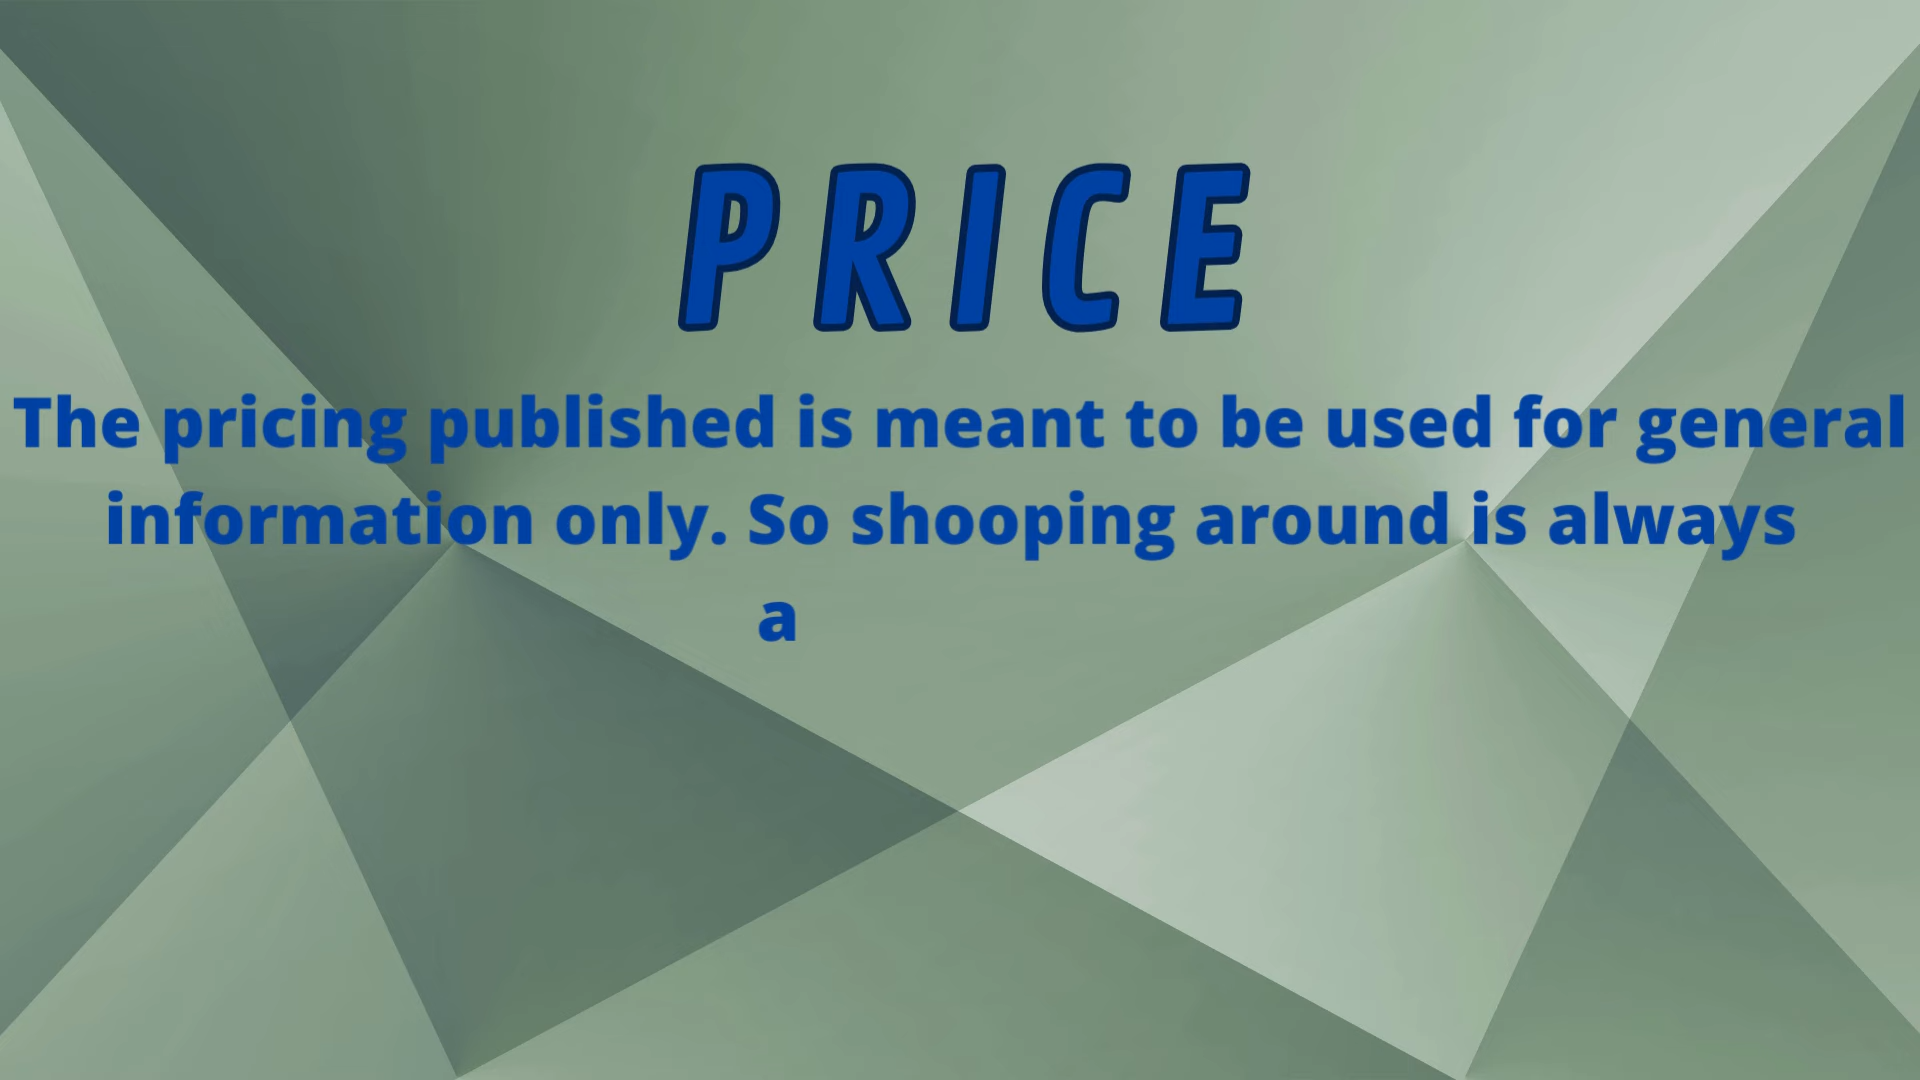 PRICE
The pricing published is meant to be used for general
information only. So shooping around is always
a